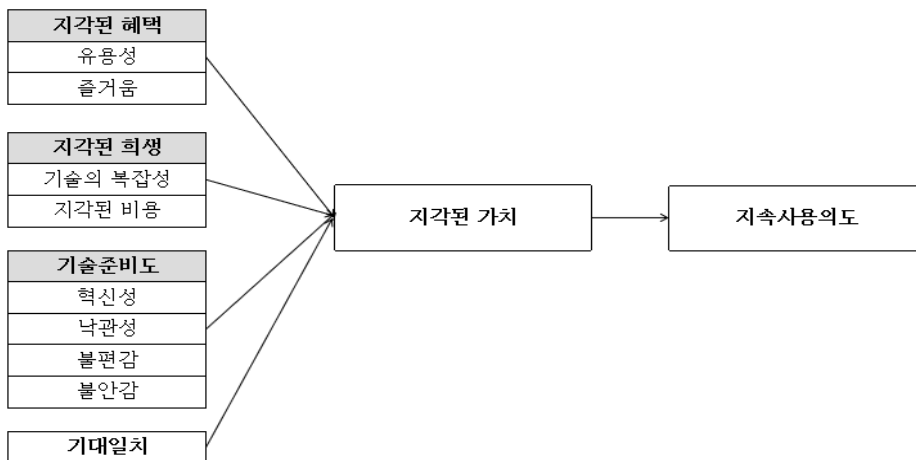 지각된 혜택
유용성
즐거움
지각된 희생
기술의 복잡성
지각된 비용
기술준비도
혁신성
낙관성
불편감
불안감
기대일치
지각된 가치
지속사용의도